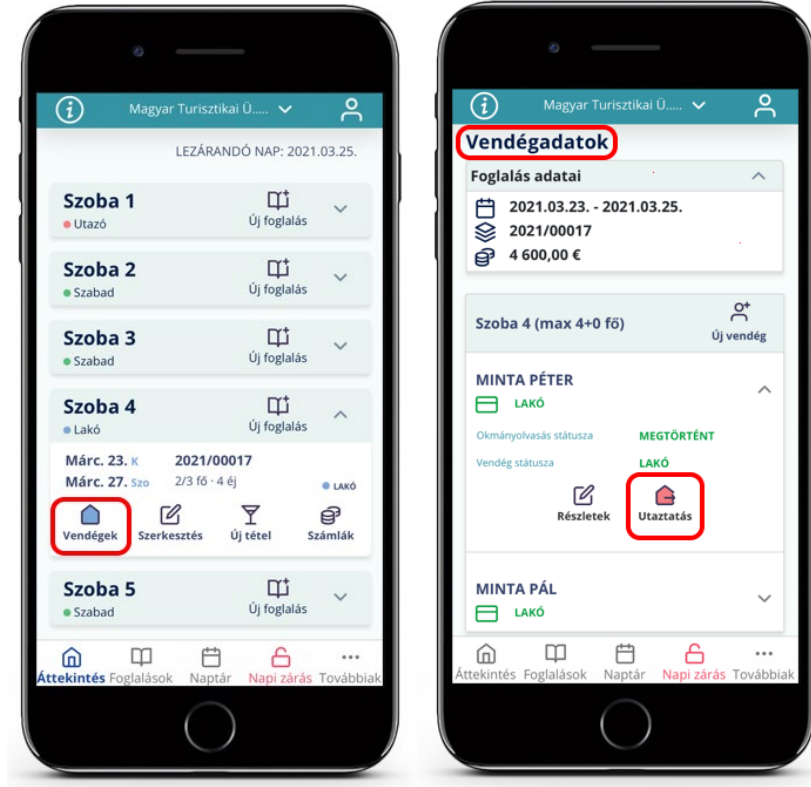 Magyar Turisztikai Ü.....
LEZÁRANDÓ NAP: 2021.03.25.
Szoba 1
Utazó
Új foglalás
Szoba 2
Szabad
Új foglalás
Szoba 3
Szabad
Új foglalás
Szoba 4
Lakó
Új foglalás
Márc. 23. K 2021/00017
Márc. 27. Szo 2/3 fő · 4 éj LAKÓ
Vendégek Szerkesztés Új tétel Számlák
Szoba 5
Szabad
Új foglalás
Áttekintés Foglalások Naptár Napi zárás Továbbiak
Magyar Turisztikai Ü.....
Vendégadatok
Foglalás adatai
2021.03.23. - 2021.03.25.
2021/00017
4 600,00 €
Szoba 4 (max 4+0 fő)
Új vendég
MINTA PÉTER
LAKÓ
Okmányolvasás státusza MEGTÖRTÉNT
Vendég státusza LAKÓ
Részletek Utaztatás
MINTA PÁL
LAKÓ
Áttekintés Foglalások Naptár Napi zárás Továbbiak